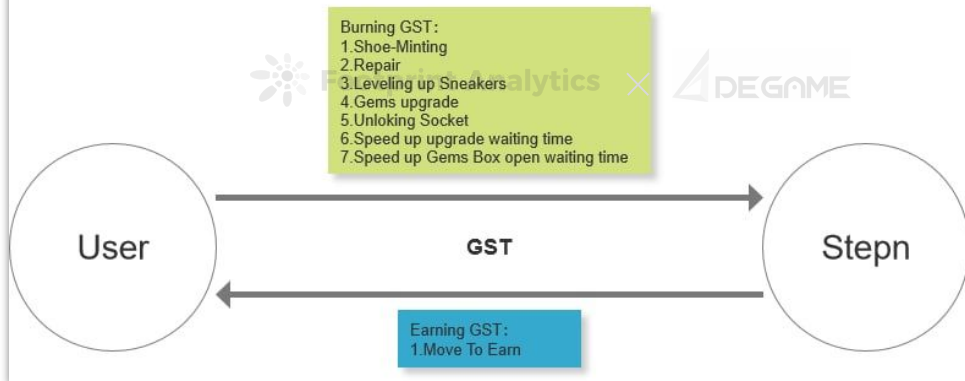 Burning GST:
1.Shoe-Minting
2.Repair
3.Leveling up Sneakers
4.Gems upgrade
5.Unloking Socket
6.Speed up upgrade waiting time
7.Speed up Gems Box open waiting time
Footprint Analytics × DEGAME
User
GST
Stepn
Earning GST:
1.Move To Earn